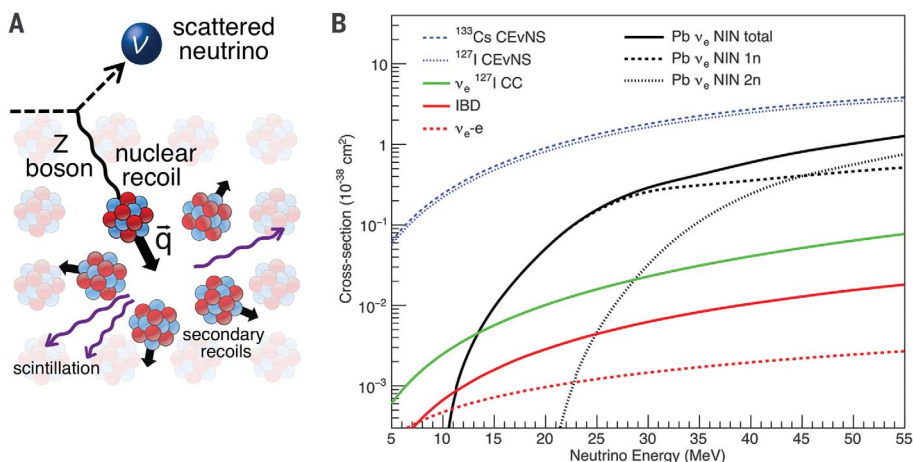 A
ν
scattered
neutrino
Z
boson
nuclear
recoil
q⃗
secondary
recoils
scintillation
B
¹³³Cs CEνNS
¹²⁷I CEνNS
νₑ ¹²⁷I CC
IBD
νₑ-e
Pb νₑ NIN total
Pb νₑ NIN 1n
Pb νₑ NIN 2n
Cross-section (10⁻³⁸ cm²)
10
1
10⁻¹
10⁻²
10⁻³
5 10 15 20 25 30 35 40 45 50 55
Neutrino Energy (MeV)